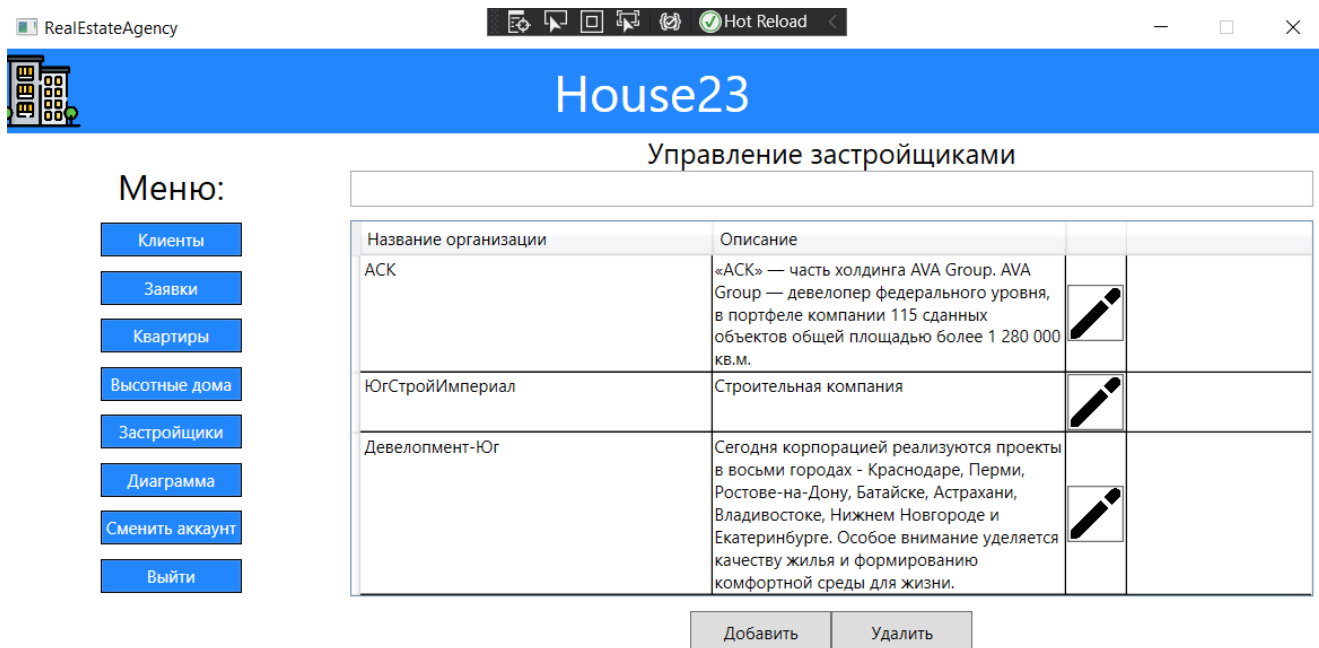 RealEstateAgency
Hot Reload
House23
Управление застройщиками
Меню:
Клиенты
Заявки
Квартиры
Высотные дома
Застройщики
Диаграмма
Сменить аккаунт
Выйти
Название организации
Описание
АСК
«АСК» — часть холдинга AVA Group. AVA
Group — девелопер федерального уровня,
в портфеле компании 115 сданных
объектов общей площадью более 1 280 000
кв.м.
ЮгСтройИмпериал
Строительная компания
Девелопмент-Юг
Сегодня корпорацией реализуются проекты
в восьми городах - Краснодаре, Перми,
Ростове-на-Дону, Батайске, Астрахани,
Владивостоке, Нижнем Новгороде и
Екатеринбурге. Особое внимание уделяется
качеству жилья и формированию
комфортной среды для жизни.
Добавить
Удалить